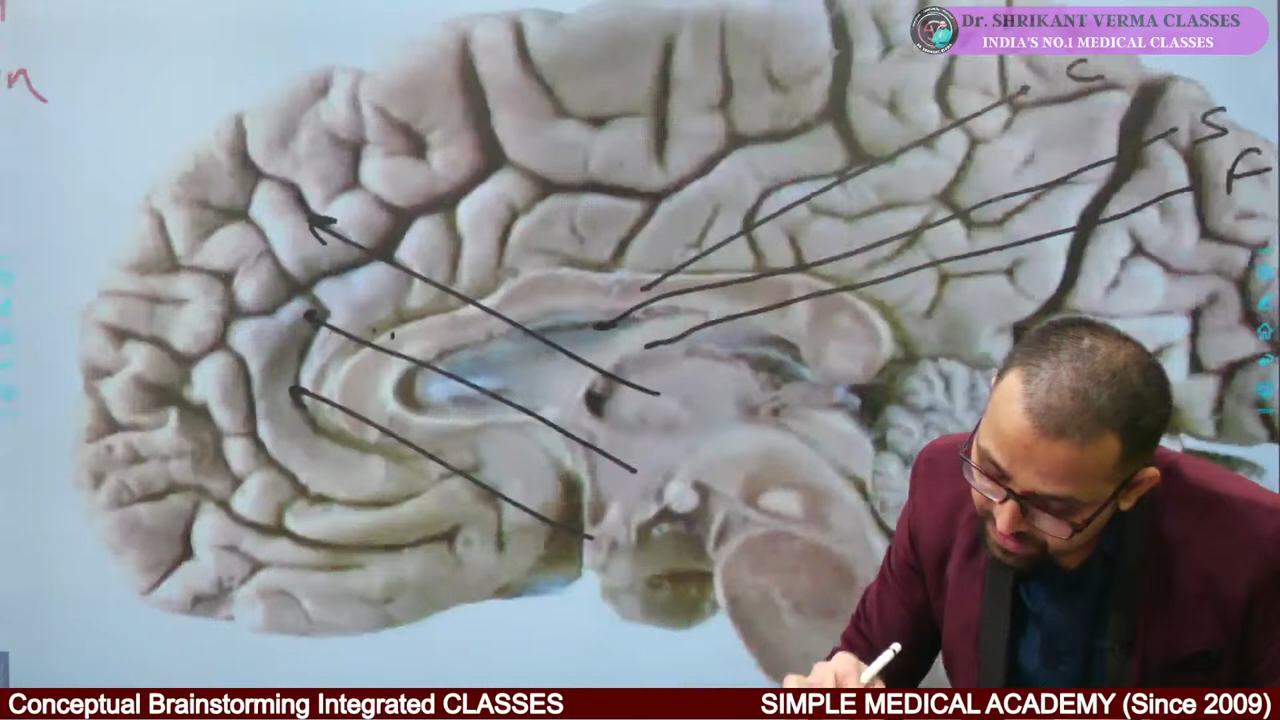 Dr. SHRIKANT VERMA CLASSES
INDIA'S NO.1 MEDICAL CLASSES
n
C
S
F
Conceptual Brainstorming Integrated CLASSES
SIMPLE MEDICAL ACADEMY (Since 2009)